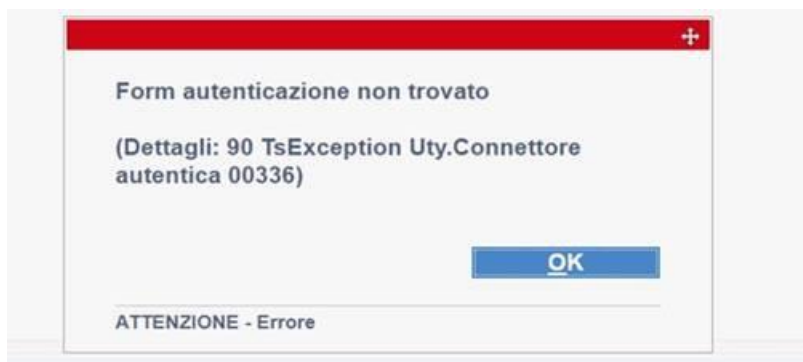 Form autenticazione non trovato
(Dettagli: 90 TsException Uty.Connettore
autentica 00336)
OK
ATTENZIONE - Errore